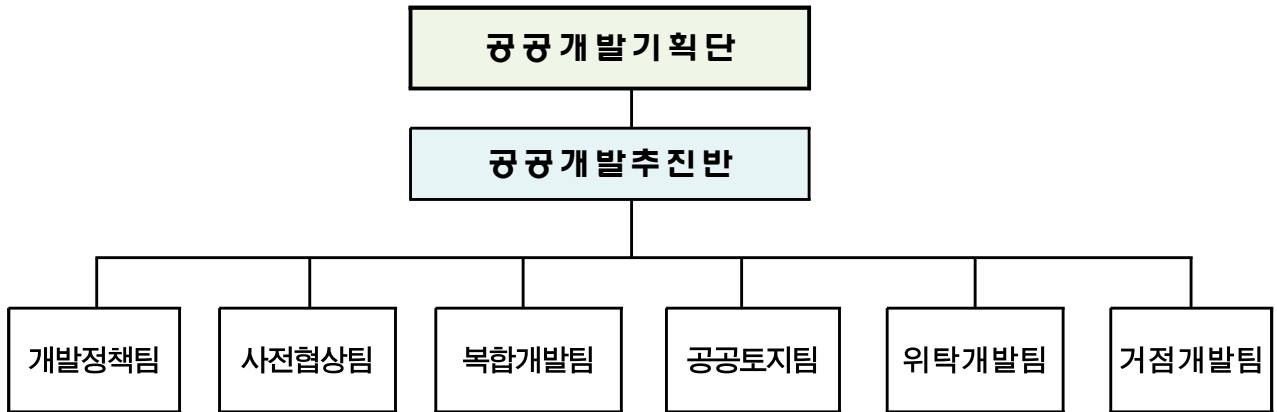 공공개발기획단
공공개발추진반
개발정책팀
사전협상팀
복합개발팀
공공토지팀
위탁개발팀
거점개발팀